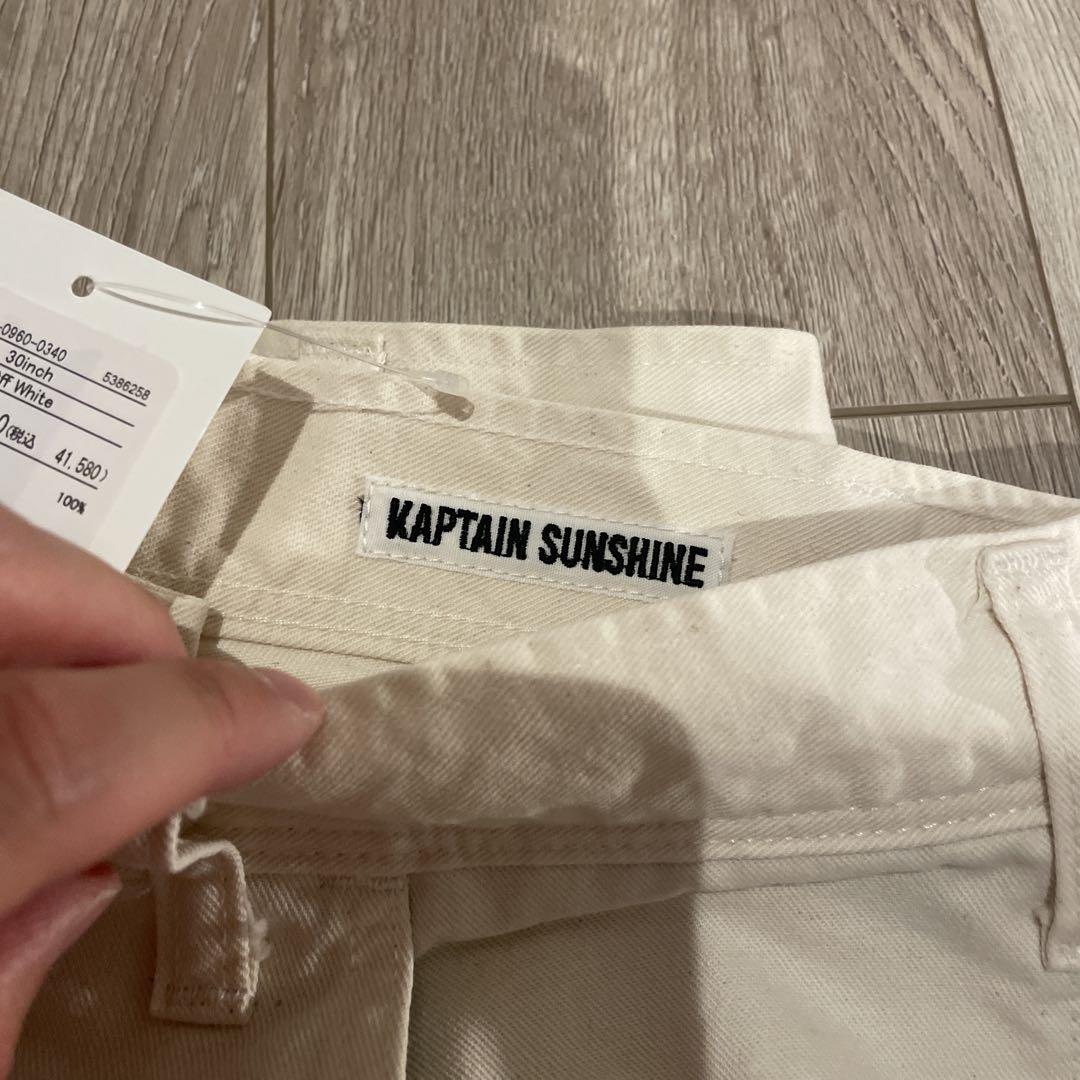 -0960-0340
30inch 5386258
ff White
0(税込 41,580)
100%
KAPTAIN SUNSHINE